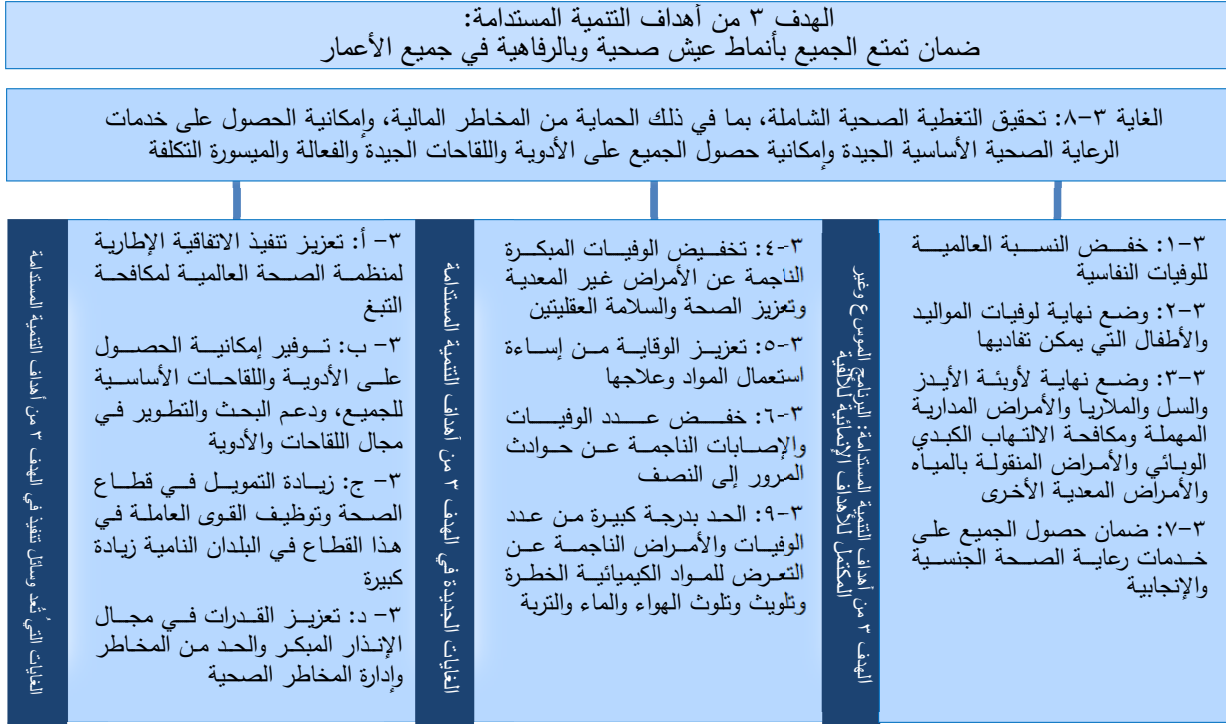 الهدف ٣ من أهداف التنمية المستدامة:
ضمان تمتع الجميع بأنماط عيش صحية وبالرفاهية في جميع الأعمار
الغاية ٣-٨: تحقيق التغطية الصحية الشاملة، بما في ذلك الحماية من المخاطر المالية، وإمكانية الحصول على خدمات
الرعاية الصحية الأساسية الجيدة وإمكانية حصول الجميع على الأدوية واللقاحات الجيدة والفعالة والميسورة التكلفة
٣-١: خفض النسبة العالمية
للوفيات النفاسية
٣-٢: وضع نهاية لوفيات المواليد
والأطفال التي يمكن تفاديها
٣-٣: وضع نهاية لأوبئة الأيدز
والسل والملاريا والأمراض المدارية
المهملة ومكافحة الالتهاب الكبدي
الوبائي والأمراض المنقولة بالمياه
والأمراض المعدية الأخرى
٣-٧: ضمان حصول الجميع على
خدمات رعاية الصحة الجنسية
والإنجابية
الهدف ٣ من أهداف التنمية المستدامة: البرنامج الموسع وغير
المكتمل للأهداف الإنمائية للألفية
٣-٤: تخفيض الوفيات المبكرة
الناجمة عن الأمراض غير المعدية
وتعزيز الصحة والسلامة العقليتين
٣-٥: تعزيز الوقاية من إساءة
استعمال المواد وعلاجها
٣-٦: خفض عدد الوفيات
والإصابات الناجمة عن حوادث
المرور إلى النصف
٣-٩: الحد بدرجة كبيرة من عدد
الوفيات والأمراض الناجمة عن
التعرض للمواد الكيميائية الخطرة
وتلويث وتلوث الهواء والماء والتربة
الغايات الجديدة في الهدف ٣ من أهداف التنمية المستدامة
٣- أ: تعزيز تنفيذ الاتفاقية الإطارية
لمنظمة الصحة العالمية لمكافحة
التبغ
٣- ب: توفير إمكانية الحصول
على الأدوية واللقاحات الأساسية
للجميع، ودعم البحث والتطوير في
مجال اللقاحات والأدوية
٣- ج: زيادة التمويل في قطاع
الصحة وتوظيف القوى العاملة في
هذا القطاع في البلدان النامية زيادة
كبيرة
٣- د: تعزيز القدرات في مجال
الإنذار المبكر والحد من المخاطر
وإدارة المخاطر الصحية
الغايات التي تُعد وسائل تنفيذ في الهدف ٣ من أهداف التنمية المستدامة